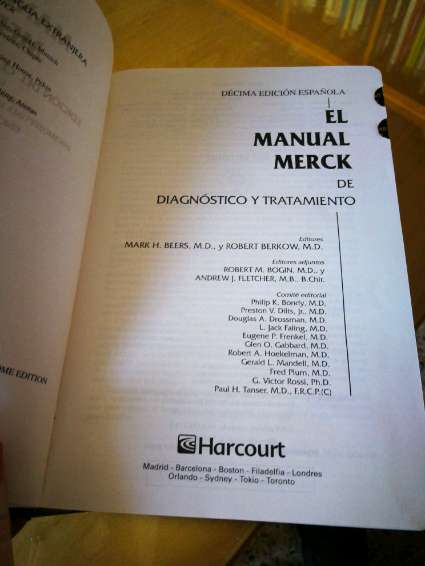 EXTRANJERA
HOME EDITION
DÉCIMA EDICIÓN ESPAÑOLA
EL
MANUAL
MERCK
DE
DIAGNÓSTICO Y TRATAMIENTO
Editores
MARK H. BEERS, M.D., y ROBERT BERKOW, M.D.
Editores adjuntos
ROBERT M. BOGIN, M.D., y
ANDREW J. FLETCHER, M.B., B.Chir.
Comité editorial
Philip K. Bondy, M.D.
Preston V. Dilts, Jr., M.D.
Douglas A. Drossman, M.D.
L. Jack Faling, M.D.
Eugene P. Frenkel, M.D.
Glen O. Gabbard, M.D.
Robert A. Hoekelman, M.D.
Gerald L. Mandell, M.D.
Fred Plum, M.D.
G. Victor Rossi, Ph.D.
Paul H. Tanser, M.D., F.R.C.P.(C)
Harcourt
Madrid - Barcelona - Boston - Filadelfia - Londres
Orlando - Sydney - Tokio - Toronto